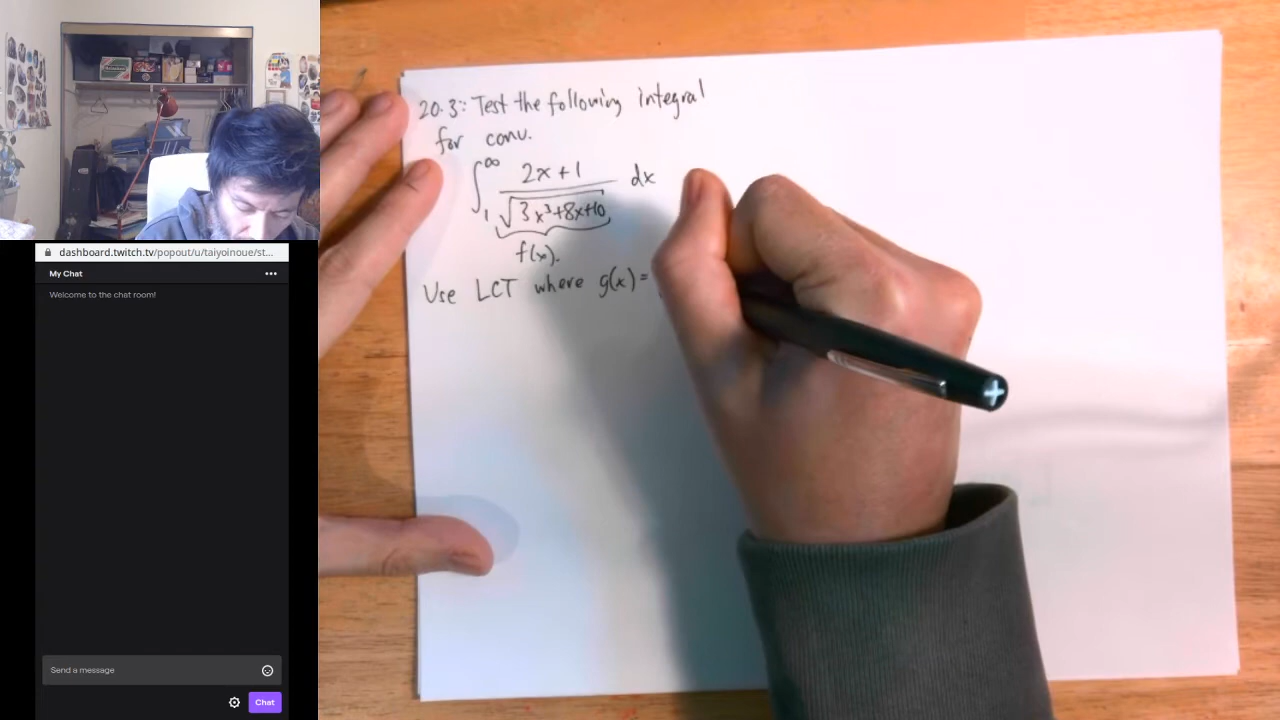 dashboard.twitch.tv/popout/u/taiyoinoue/st...
My Chat
Welcome to the chat room!
Send a message
Chat
20.3: Test the following integral
for conv.
∫₁^∞ (2x+1)/√(3x³+8x+10) dx
f(x).
Use LCT where g(x)=